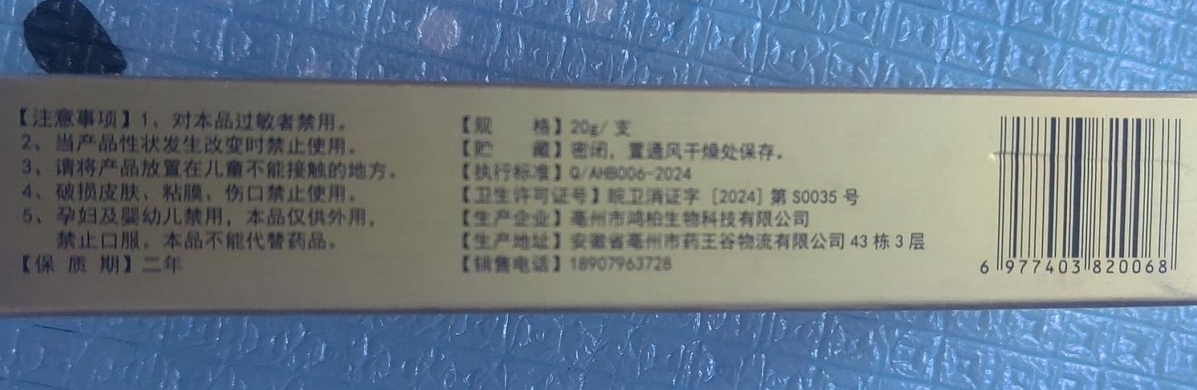 【注意事项】1、对本品过敏者禁用。
2、当产品性状发生改变时禁止使用。
3、请将产品放置在儿童不能接触的地方。
4、破损皮肤、粘膜、伤口禁止使用。
5、孕妇及婴幼儿禁用，本品仅供外用，
禁止口服。本品不能代替药品。
【保 质 期】二年
【规 格】20g/支
【贮 藏】密闭，置通风干燥处保存。
【执行标准】Q/AHB006-2024
【卫生许可证号】皖卫消证字 [2024] 第 S0035 号
【生产企业】亳州市鸿柏生物科技有限公司
【生产地址】安徽省亳州市药王谷物流有限公司 43 栋 3 层
【销售电话】18907963728
6 977403 820068